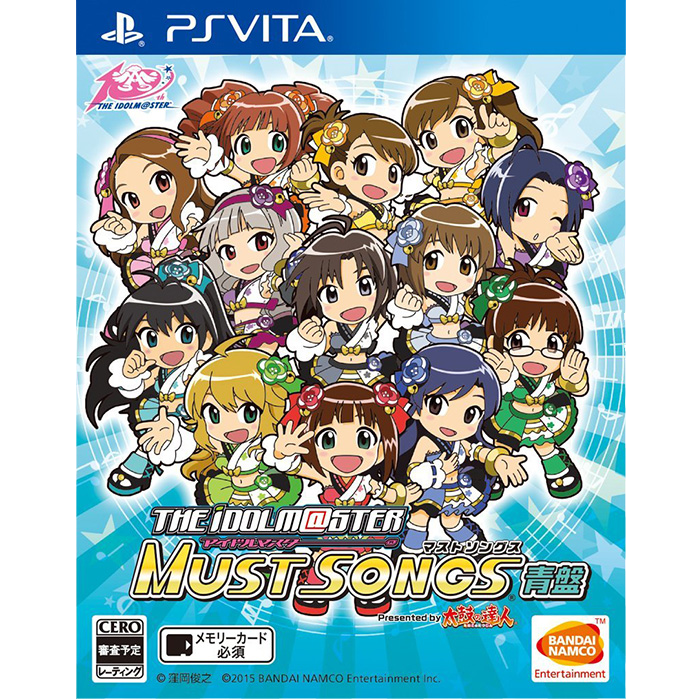 PSVITA
10th
THE IDOLM@STER
THE iDOLM@STER
アイドルマスター
マストソングス
MUST SONGS 青盤
Presented by 太鼓の達人
CERO
審査予定
レーティング
メモリーカード
必須
BANDAI
NAMCO
Entertainment
TM
© 窪岡俊之 ©2015 BANDAI NAMCO Entertainment Inc.